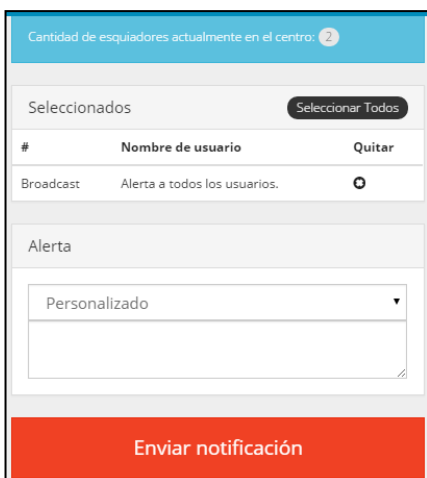 Cantidad de esquiadores actualmente en el centro: 2
Seleccionados Seleccionar Todos
# Nombre de usuario Quitar
Broadcast Alerta a todos los usuarios.
Alerta
Personalizado
Enviar notificación